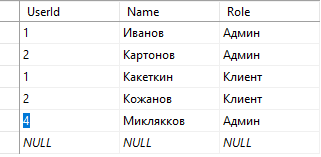 UserId Name Role
1 Иванов Админ
2 Картонов Админ
1 Какеткин Клиент
2 Кожанов Клиент
4 Миклякков Админ
NULL NULL NULL